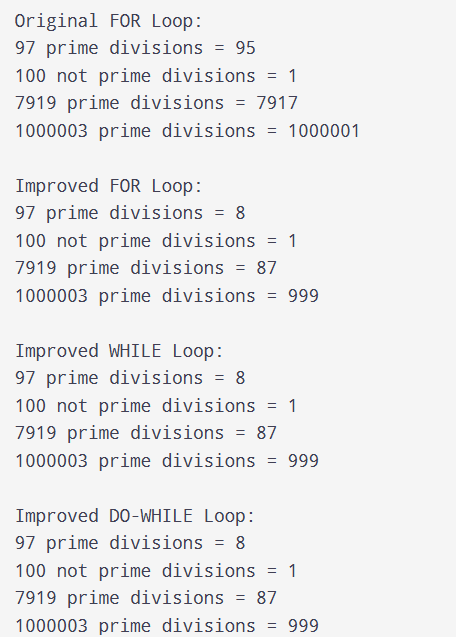 Original FOR Loop:
97 prime divisions = 95
100 not prime divisions = 1
7919 prime divisions = 7917
1000003 prime divisions = 1000001

Improved FOR Loop:
97 prime divisions = 8
100 not prime divisions = 1
7919 prime divisions = 87
1000003 prime divisions = 999

Improved WHILE Loop:
97 prime divisions = 8
100 not prime divisions = 1
7919 prime divisions = 87
1000003 prime divisions = 999

Improved DO-WHILE Loop:
97 prime divisions = 8
100 not prime divisions = 1
7919 prime divisions = 87
1000003 prime divisions = 999